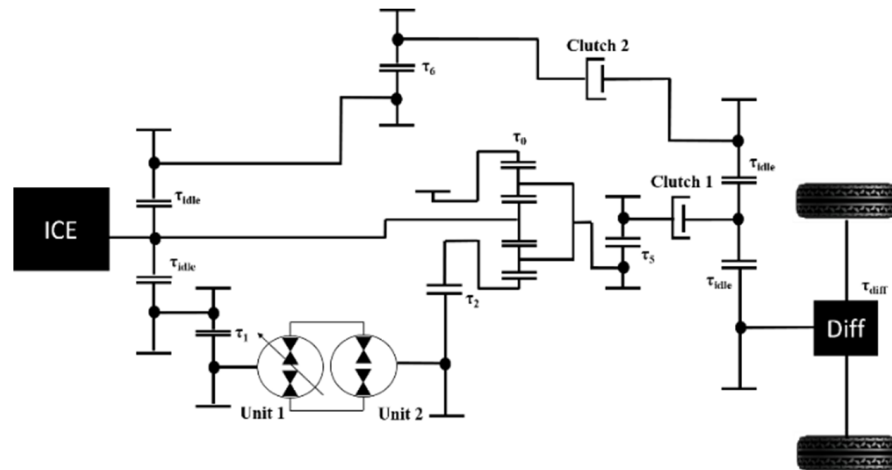 Clutch 2
τ6
τ0
τidle
τidle
Clutch 1
ICE
τidle
τ5
τidle
τdiff
τ2
τ1
Diff
Unit 1
Unit 2